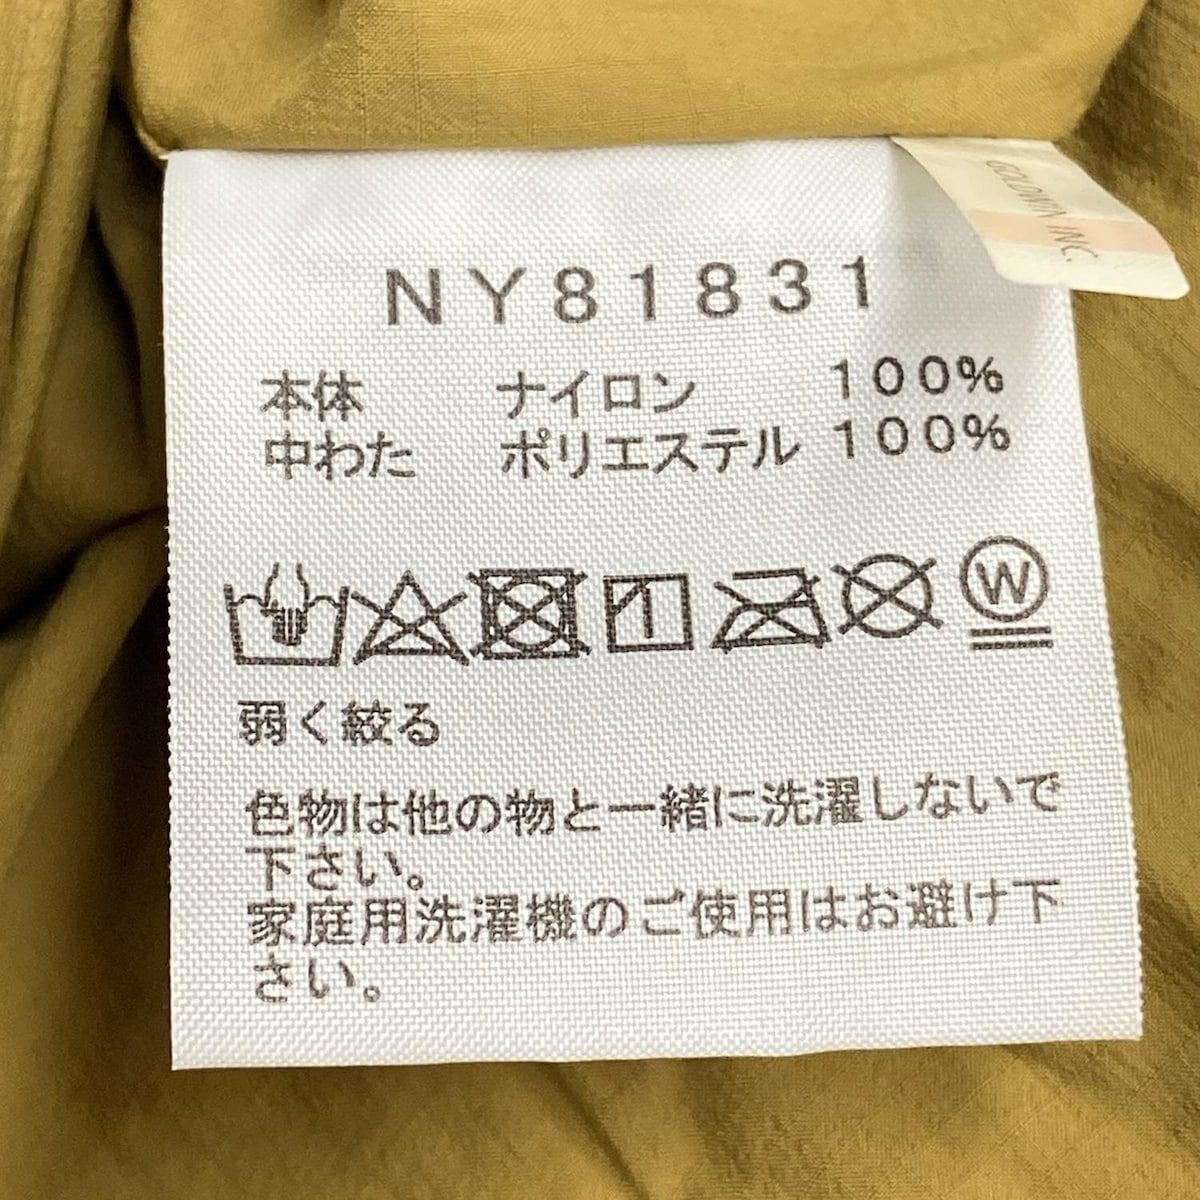 GOLDWIN INC.
NY81831
本体 ナイロン 100%
中わた ポリエステル 100%
W
弱く絞る
色物は他の物と一緒に洗濯しないで
下さい。
家庭用洗濯機のご使用はお避け下
さい。